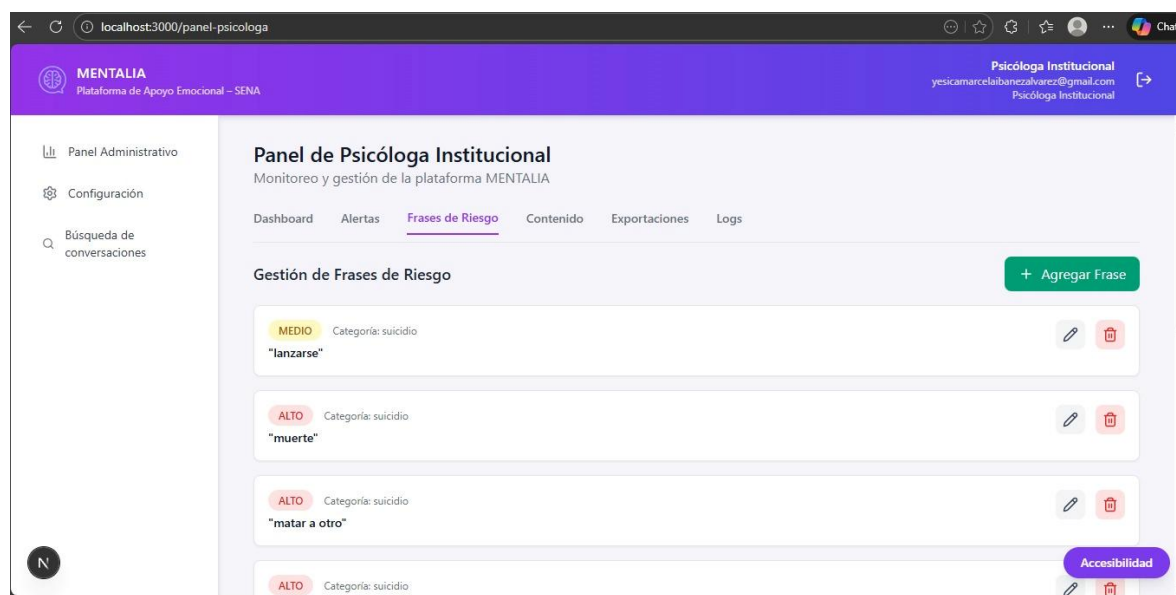 localhost:3000/panel-psicologa
Chat
MENTALIA
Plataforma de Apoyo Emocional – SENA
Psicóloga Institucional
yesicamarcelaibanezalvarez@gmail.com
Psicóloga Institucional
Panel Administrativo
Configuración
Búsqueda de
conversaciones
Panel de Psicóloga Institucional
Monitoreo y gestión de la plataforma MENTALIA
Dashboard Alertas Frases de Riesgo Contenido Exportaciones Logs
Gestión de Frases de Riesgo
+ Agregar Frase
MEDIO Categoría: suicidio
"lanzarse"
ALTO Categoría: suicidio
"muerte"
ALTO Categoría: suicidio
"matar a otro"
ALTO Categoría: suicidio
N
Accesibilidad